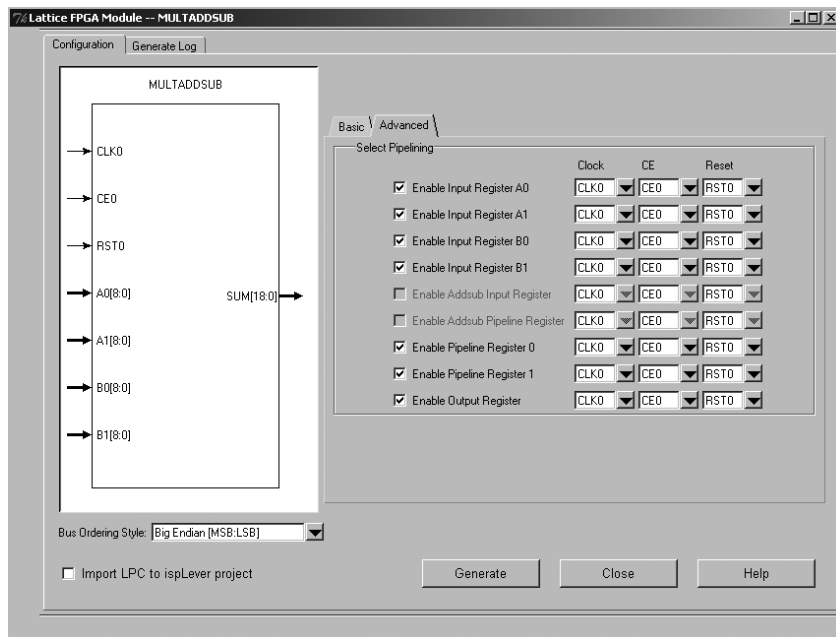 Lattice FPGA Module -- MULTADDSUB
Configuration
Generate Log
MULTADDSUB
CLK0
CE0
RST0
A0[8:0]
SUM[18:0]
A1[8:0]
B0[8:0]
B1[8:0]
Basic
Advanced
Select Pipelining
Clock CE Reset
Enable Input Register A0 CLK0 CE0 RST0
Enable Input Register A1 CLK0 CE0 RST0
Enable Input Register B0 CLK0 CE0 RST0
Enable Input Register B1 CLK0 CE0 RST0
Enable Addsub Input Register CLK0 CE0 RST0
Enable Addsub Pipeline Register CLK0 CE0 RST0
Enable Pipeline Register 0 CLK0 CE0 RST0
Enable Pipeline Register 1 CLK0 CE0 RST0
Enable Output Register CLK0 CE0 RST0
Bus Ordering Style: Big Endian [MSB:LSB]
Import LPC to ispLever project
Generate
Close
Help